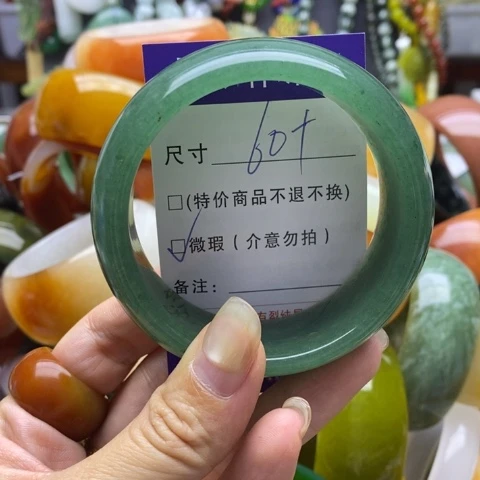 尺寸 60+
□(特价商品不退不换)
☑微瑕(介意勿拍)
备注: